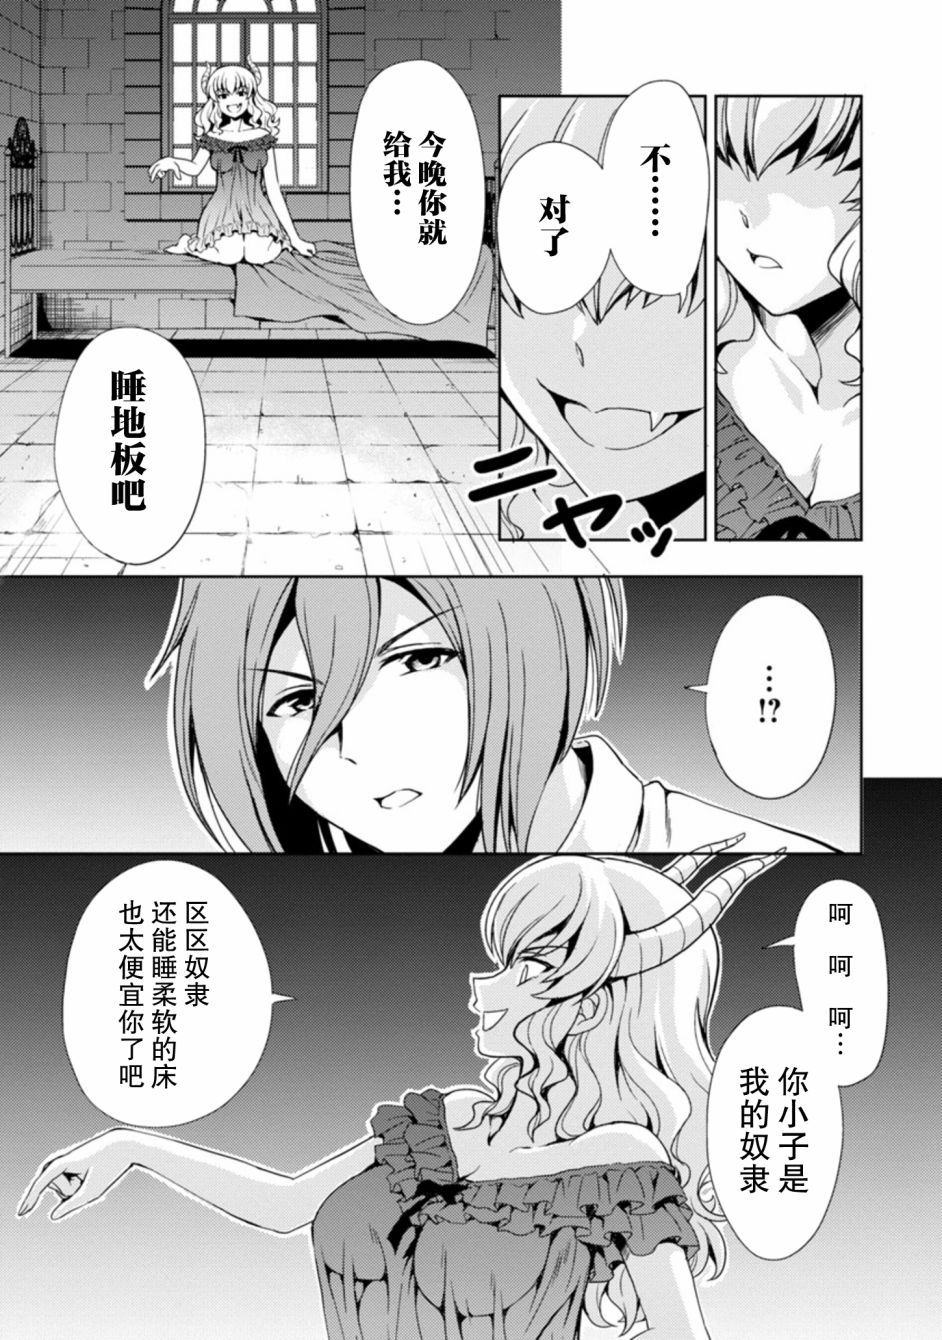 不……
对了
ニヤッ
今晚你就
给我…
睡地板吧
…!?
呵呵呵…
你小子是
我的奴隶
区区奴隶
还能睡柔软的床
也太便宜你了吧